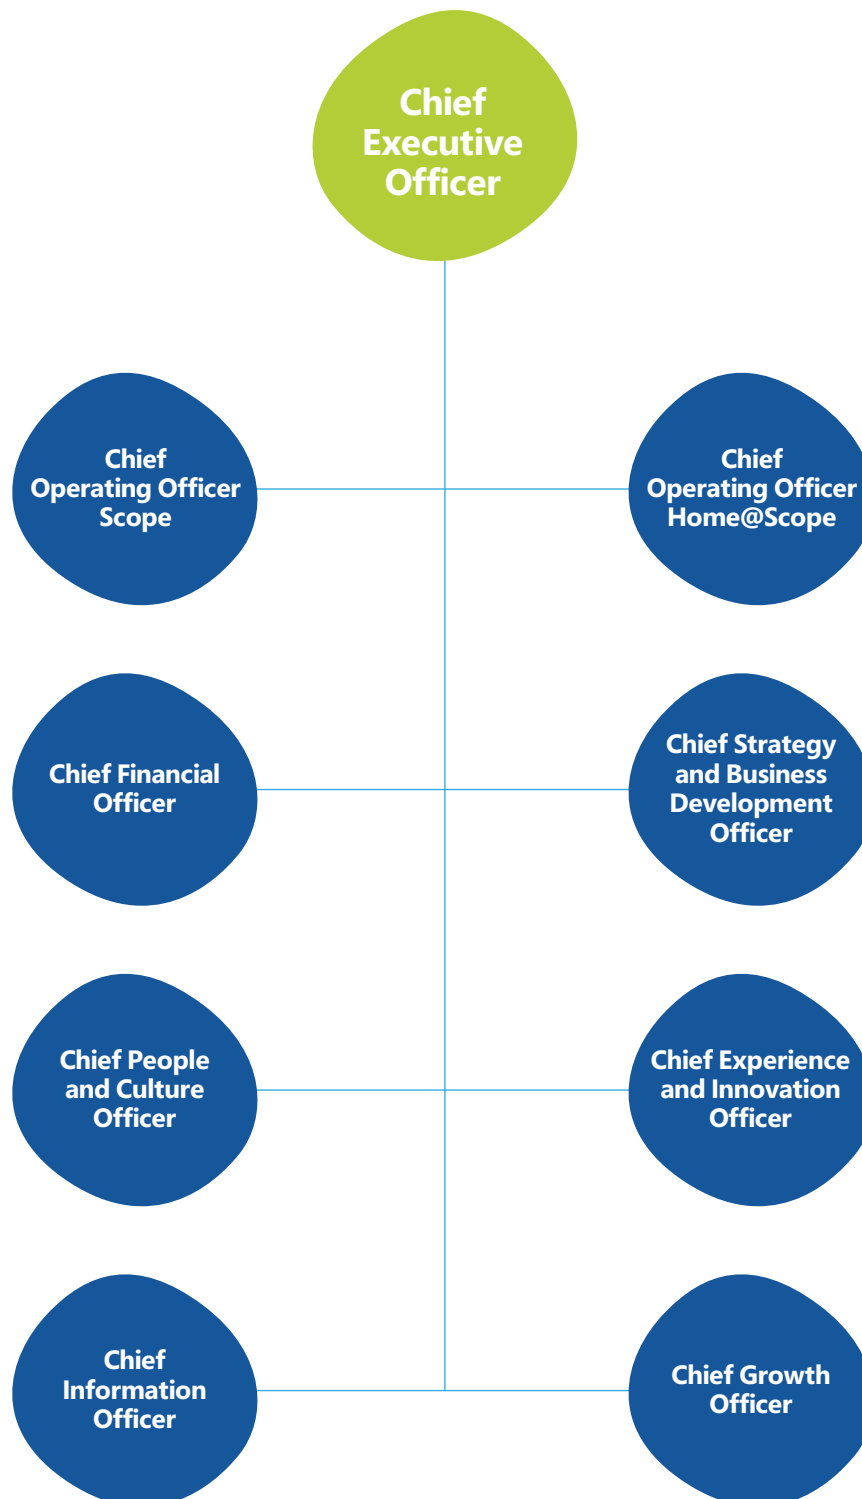 Chief
Executive
Officer
Chief
Operating Officer
Scope
Chief
Operating Officer
Home@Scope
Chief Financial
Officer
Chief Strategy
and Business
Development
Officer
Chief People
and Culture
Officer
Chief Experience
and Innovation
Officer
Chief
Information
Officer
Chief Growth
Officer